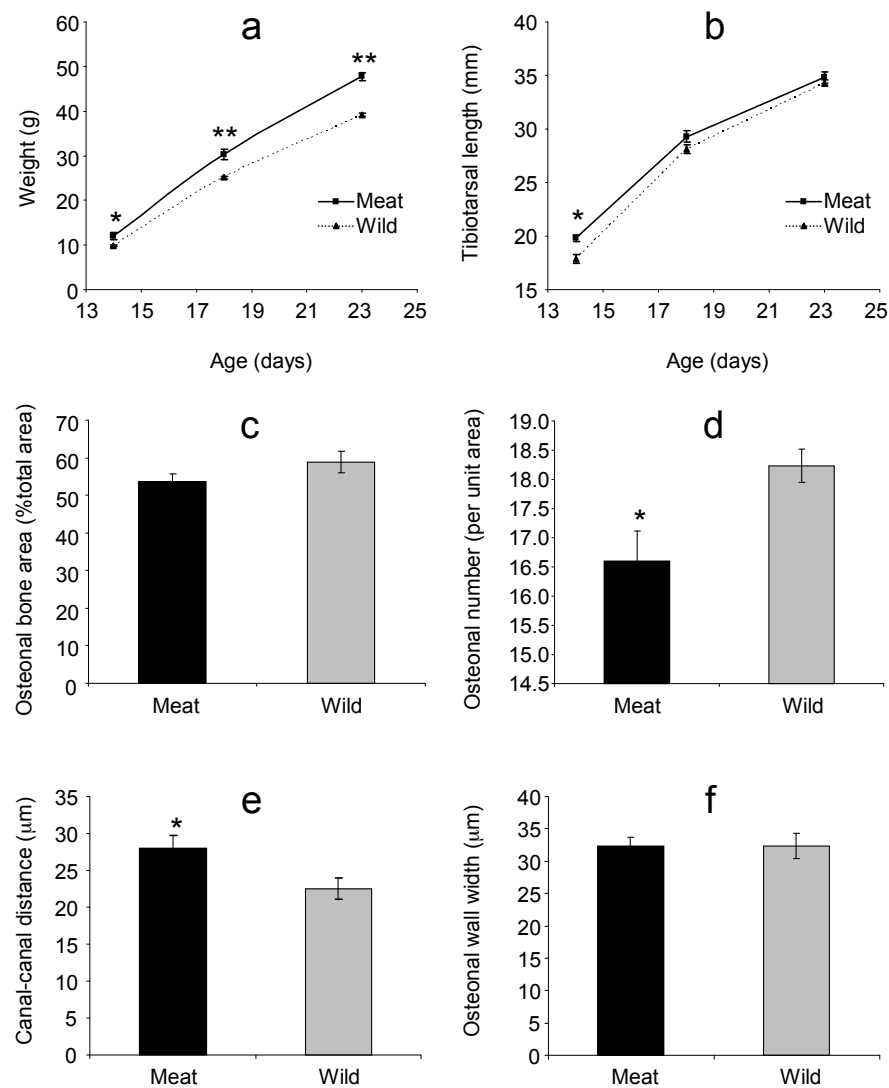 a
Weight (g)
60
50
40
30
20
10
0
**
**
*
Meat
Wild
13 15 17 19 21 23 25
Age (days)
b
Tibiotarsal length (mm)
40
35
30
25
20
15
*
Meat
Wild
13 15 17 19 21 23 25
Age (days)
c
Osteonal bone area (%total area)
70
60
50
40
30
20
10
0
Meat Wild
d
Osteonal number (per unit area)
19.0
18.5
18.0
17.5
17.0
16.5
16.0
15.5
15.0
14.5
*
Meat Wild
e
Canal-canal distance (μm)
35
30
25
20
15
10
5
0
*
Meat Wild
f
Osteonal wall width (μm)
40
35
30
25
20
15
10
5
0
Meat Wild